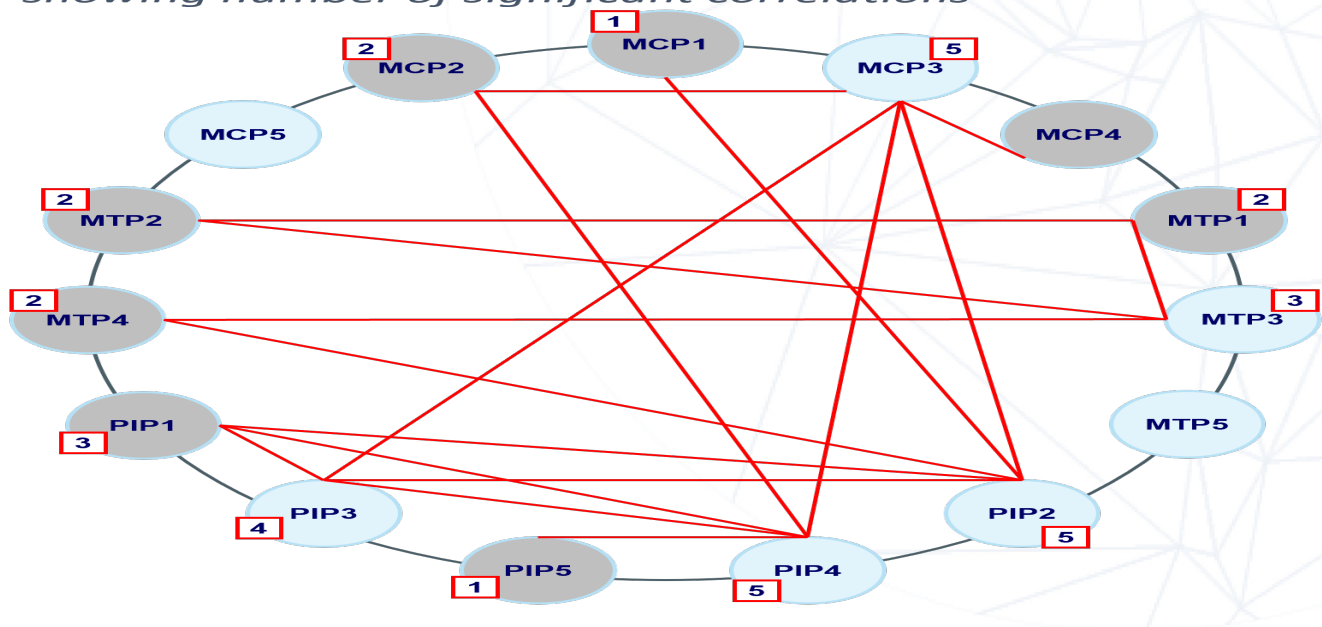 showing number of significant correlations
1
MCP1
2
MCP2
5
MCP3
MCP5
MCP4
2
MTP2
2
MTP1
2
MTP4
3
MTP3
PIP1
3
MTP5
PIP3
4
PIP2
5
PIP5
1
PIP4
5